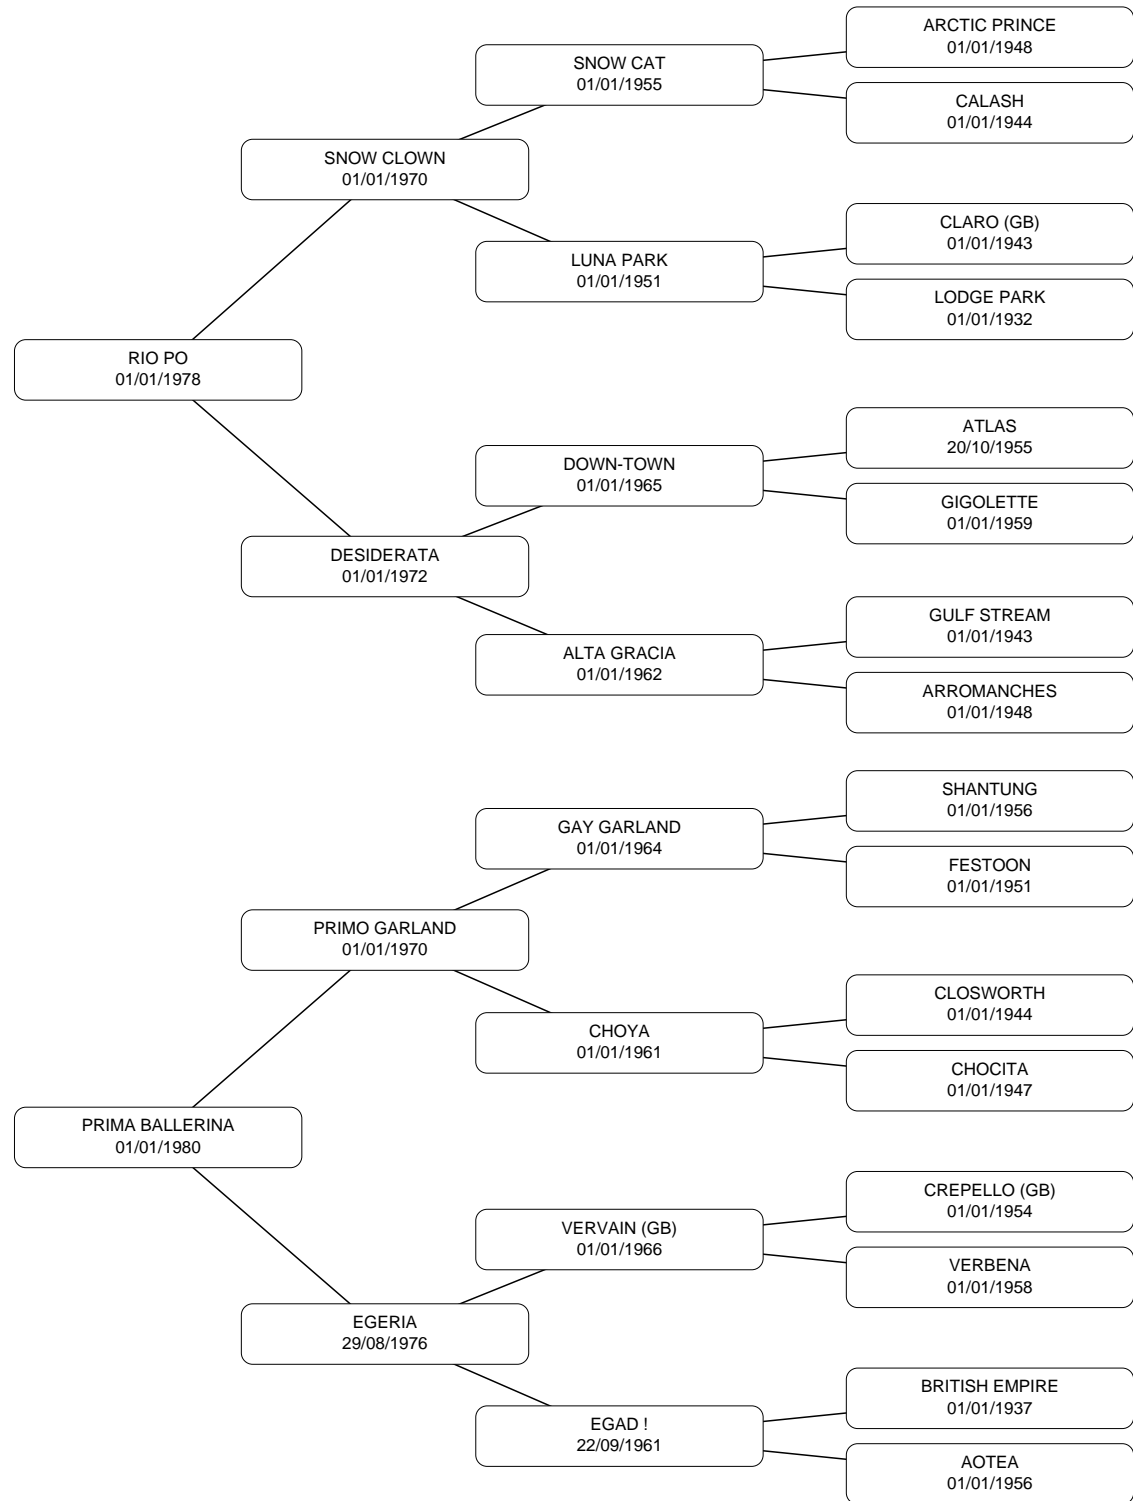 ARCTIC PRINCE
01/01/1948
SNOW CAT
01/01/1955
CALASH
01/01/1944
SNOW CLOWN
01/01/1970
CLARO (GB)
01/01/1943
LUNA PARK
01/01/1951
LODGE PARK
01/01/1932
RIO PO
01/01/1978
ATLAS
20/10/1955
DOWN-TOWN
01/01/1965
GIGOLETTE
01/01/1959
DESIDERATA
01/01/1972
GULF STREAM
01/01/1943
ALTA GRACIA
01/01/1962
ARROMANCHES
01/01/1948
SHANTUNG
01/01/1956
GAY GARLAND
01/01/1964
FESTOON
01/01/1951
PRIMO GARLAND
01/01/1970
CLOSWORTH
01/01/1944
CHOYA
01/01/1961
CHOCITA
01/01/1947
PRIMA BALLERINA
01/01/1980
CREPELLO (GB)
01/01/1954
VERVAIN (GB)
01/01/1966
VERBENA
01/01/1958
EGERIA
29/08/1976
BRITISH EMPIRE
01/01/1937
EGAD !
22/09/1961
AOTEA
01/01/1956